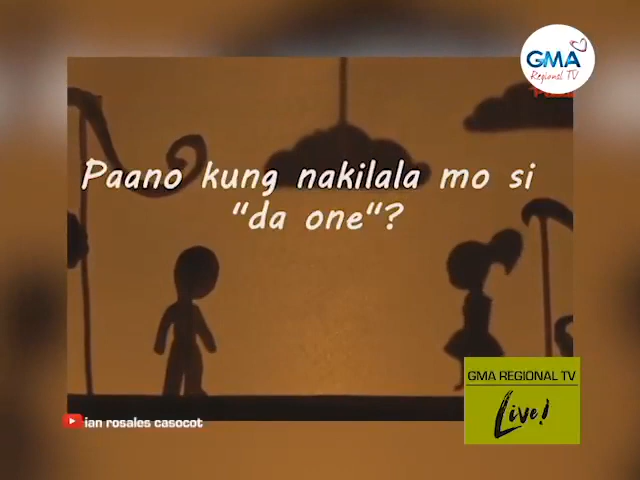 GMA
Regional TV
Paano kung nakilala mo si
"da one"?
GMA REGIONAL TV
Live!
ian rosales casocot